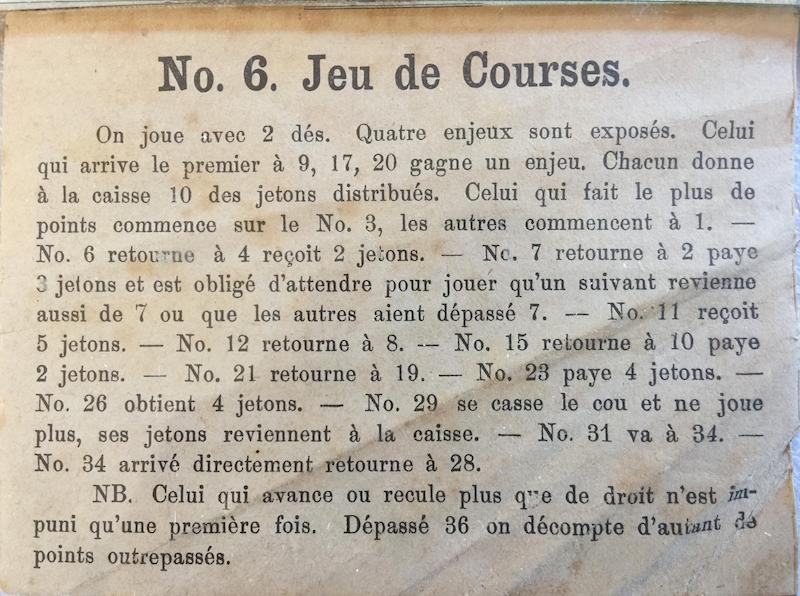 No. 6. Jeu de Courses.
On joue avec 2 dés. Quatre enjeux sont exposés. Celui
qui arrive le premier à 9, 17, 20 gagne un enjeu. Chacun donne
à la caisse 10 des jetons distribués. Celui qui fait le plus de
points commence sur le No. 3, les autres commencent à 1. —
No. 6 retourne à 4 reçoit 2 jetons. — No. 7 retourne à 2 paye
3 jetons et est obligé d'attendre pour jouer qu'un suivant revienne
aussi de 7 ou que les autres aient dépassé 7. — No. 11 reçoit
5 jetons. — No. 12 retourne à 8. — No. 15 retourne à 10 paye
2 jetons. — No. 21 retourne à 19. — No. 23 paye 4 jetons. —
No. 26 obtient 4 jetons. — No. 29 se casse le cou et ne joue
plus, ses jetons reviennent à la caisse. — No. 31 va à 34. —
No. 34 arrivé directement retourne à 28.
NB. Celui qui avance ou recule plus que de droit n'est im-
puni qu'une première fois. Dépassé 36 on décompte d'autant de
points outrepassés.